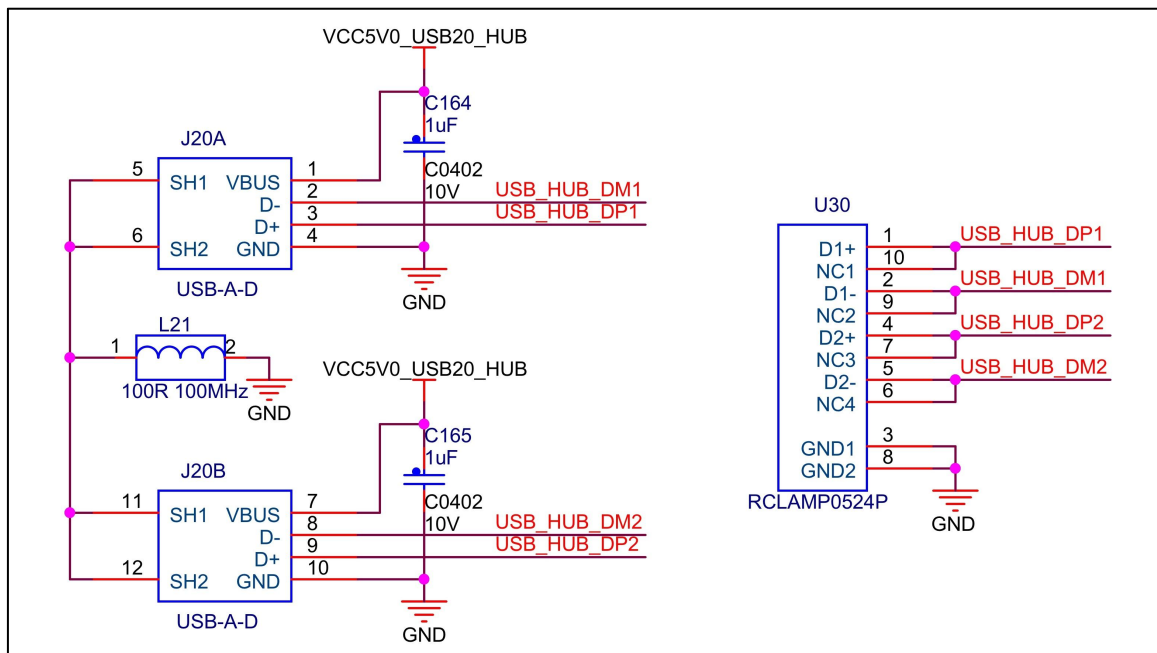 VCC5V0_USB20_HUB
C164
1uF
C0402
10V
J20A
5 SH1 VBUS 1
D- 2 USB_HUB_DM1
D+ 3 USB_HUB_DP1
6 SH2 GND 4
USB-A-D
GND
L21
1 2
100R 100MHz
GND
VCC5V0_USB20_HUB
C165
1uF
C0402
10V
J20B
11 SH1 VBUS 7
D- 8 USB_HUB_DM2
D+ 9 USB_HUB_DP2
12 SH2 GND 10
USB-A-D
GND
U30
D1+ 1 USB_HUB_DP1
NC1 10
D1- 2 USB_HUB_DM1
NC2 9
D2+ 4 USB_HUB_DP2
NC3 7
D2- 5 USB_HUB_DM2
NC4 6
GND1 3
GND2 8
RCLAMP0524P
GND